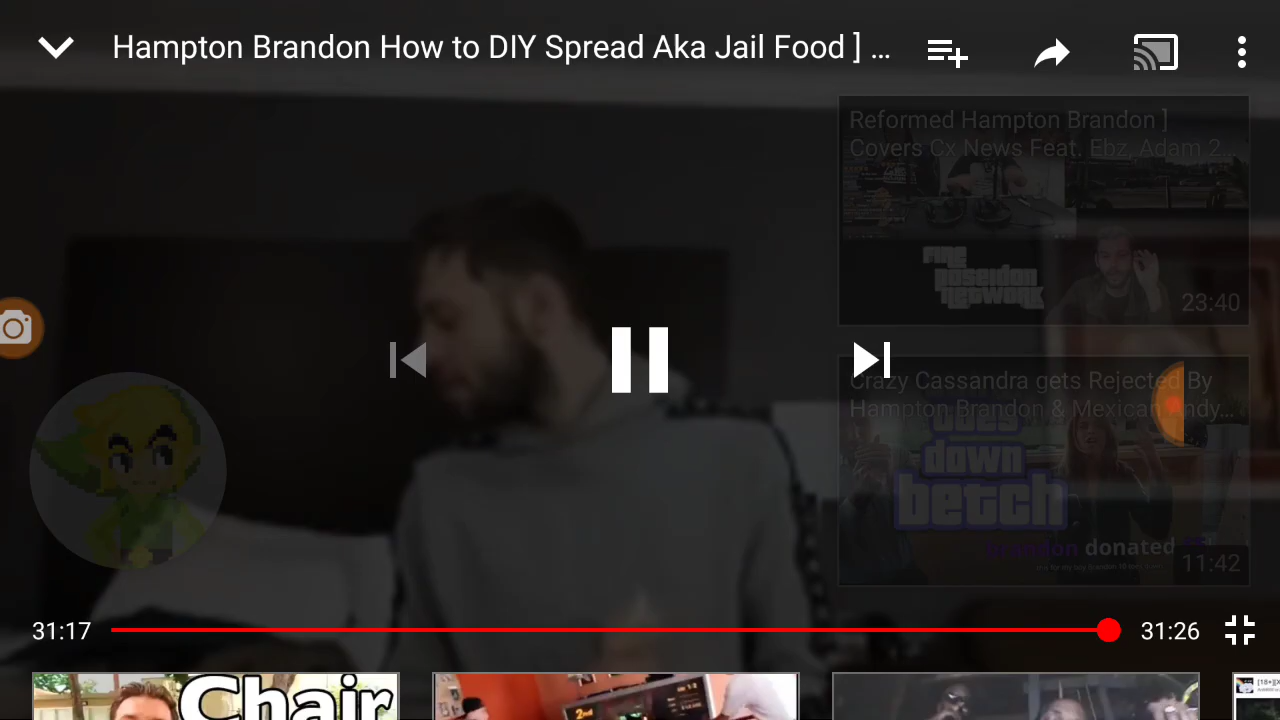 Hampton Brandon How to DIY Spread Aka Jail Food ] ...
Reformed Hampton Brandon ]
Covers Cx News Feat. Ebz, Adam 2...
23:40
Crazy Cassandra gets Rejected By
Hampton Brandon & Mexican Andy...
goes
down
betch
brandon donated
11:42
31:17
31:26
Chair
2nd